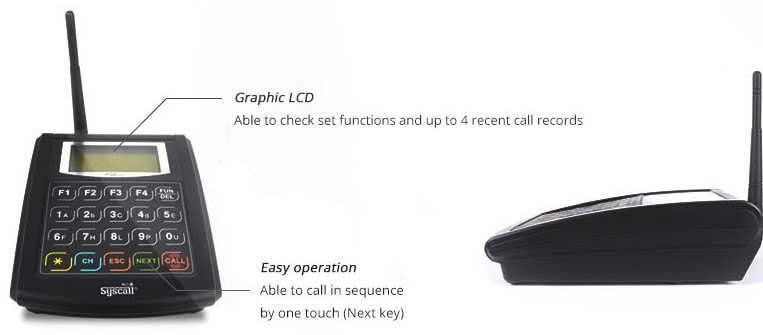 Graphic LCD
Able to check set functions and up to 4 recent call records
F1 F2 F3 F4 FUN DEL
1A 2b 3C 4d 5E
6F 7H 8L 9P 0U
* CH ESC NEXT CALL
Syscall
Easy operation
Able to call in sequence
by one touch (Next key)